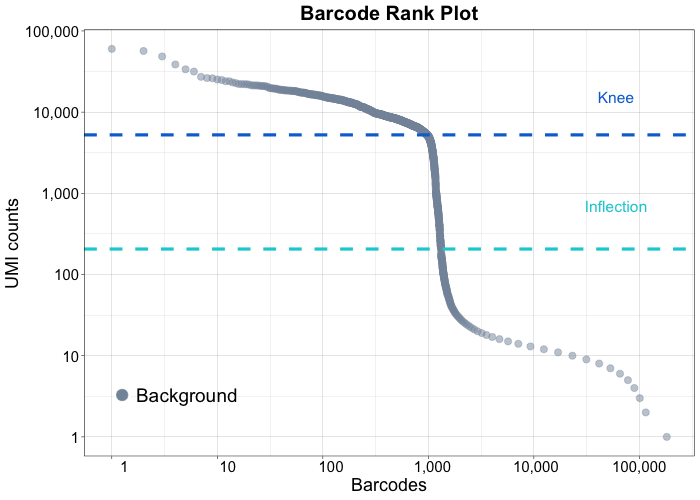 Barcode Rank Plot
100,000
10,000
1,000
100
10
1
UMI counts
Knee
Inflection
Background
1
10
100
1,000
10,000
100,000
Barcodes